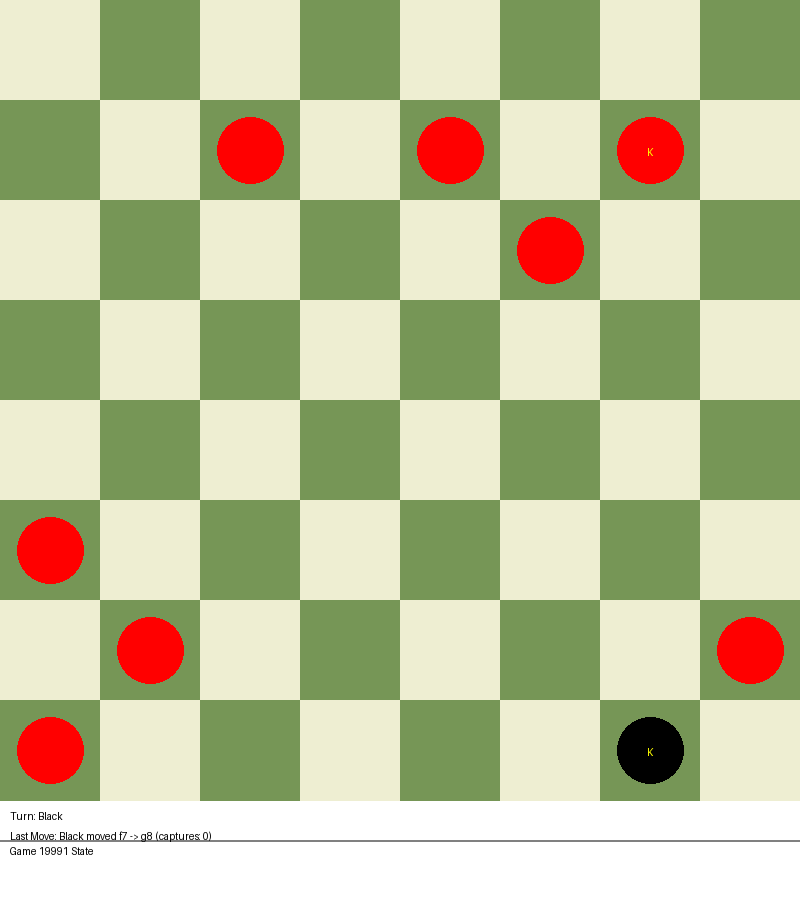 K
K
Turn: Black
Last Move: Black moved f7 -> g8 (captures: 0)
Game 19991 State